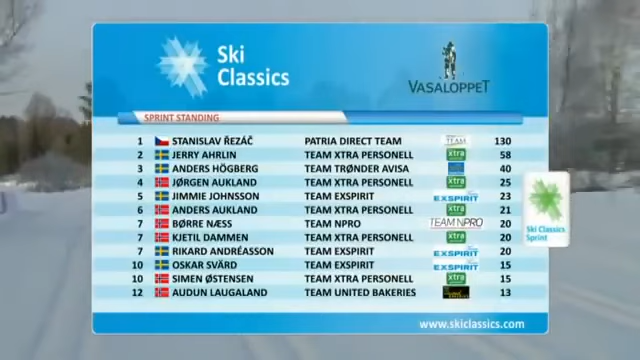 Ski
Classics
VASALOPPET
SPRINT STANDING
1 STANISLAV ŘEZÁČ PATRIA DIRECT TEAM TEAM 130
2 JERRY AHRLIN TEAM XTRA PERSONELL xtra 58
3 ANDERS HÖGBERG TEAM TRØNDER AVISA 40
4 JØRGEN AUKLAND TEAM XTRA PERSONELL xtra 25
5 JIMMIE JOHNSSON TEAM EXSPIRIT EXSPIRIT 23
6 ANDERS AUKLAND TEAM XTRA PERSONELL xtra 21
7 BØRRE NÆSS TEAM NPRO TEAM NPRO 20
7 KJETIL DAMMEN TEAM XTRA PERSONELL xtra 20
7 RIKARD ANDRÉASSON TEAM EXSPIRIT EXSPIRIT 20
10 OSKAR SVÄRD TEAM EXSPIRIT EXSPIRIT 15
10 SIMEN ØSTENSEN TEAM XTRA PERSONELL xtra 15
12 AUDUN LAUGALAND TEAM UNITED BAKERIES 13
Ski Classics
Sprint
www.skiclassics.com